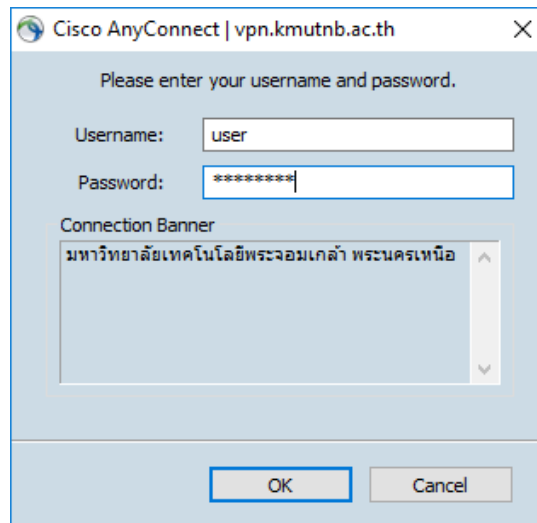 Cisco AnyConnect | vpn.kmutnb.ac.th
Please enter your username and password.
Username: user
Password: ********
Connection Banner
มหาวิทยาลัยเทคโนโลยีพระจอมเกล้า พระนครเหนือ
OK Cancel